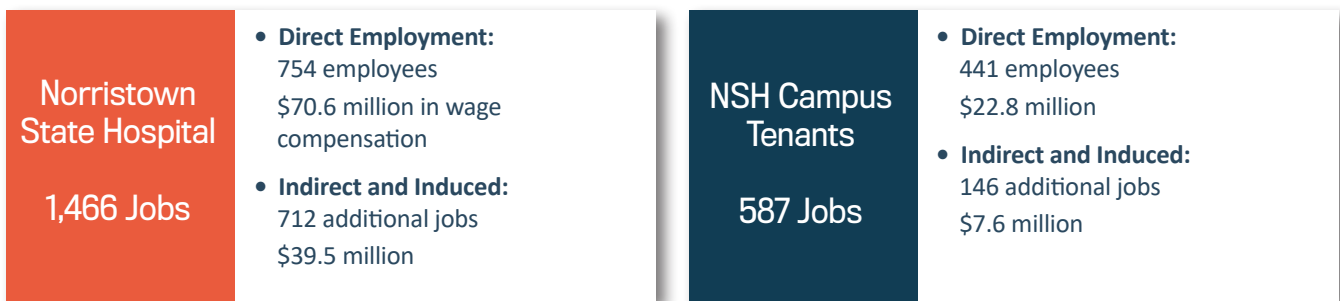 Norristown
State Hospital
1,466 Jobs
• Direct Employment:
754 employees
$70.6 million in wage
compensation
• Indirect and Induced:
712 additional jobs
$39.5 million
NSH Campus
Tenants
587 Jobs
• Direct Employment:
441 employees
$22.8 million
• Indirect and Induced:
146 additional jobs
$7.6 million